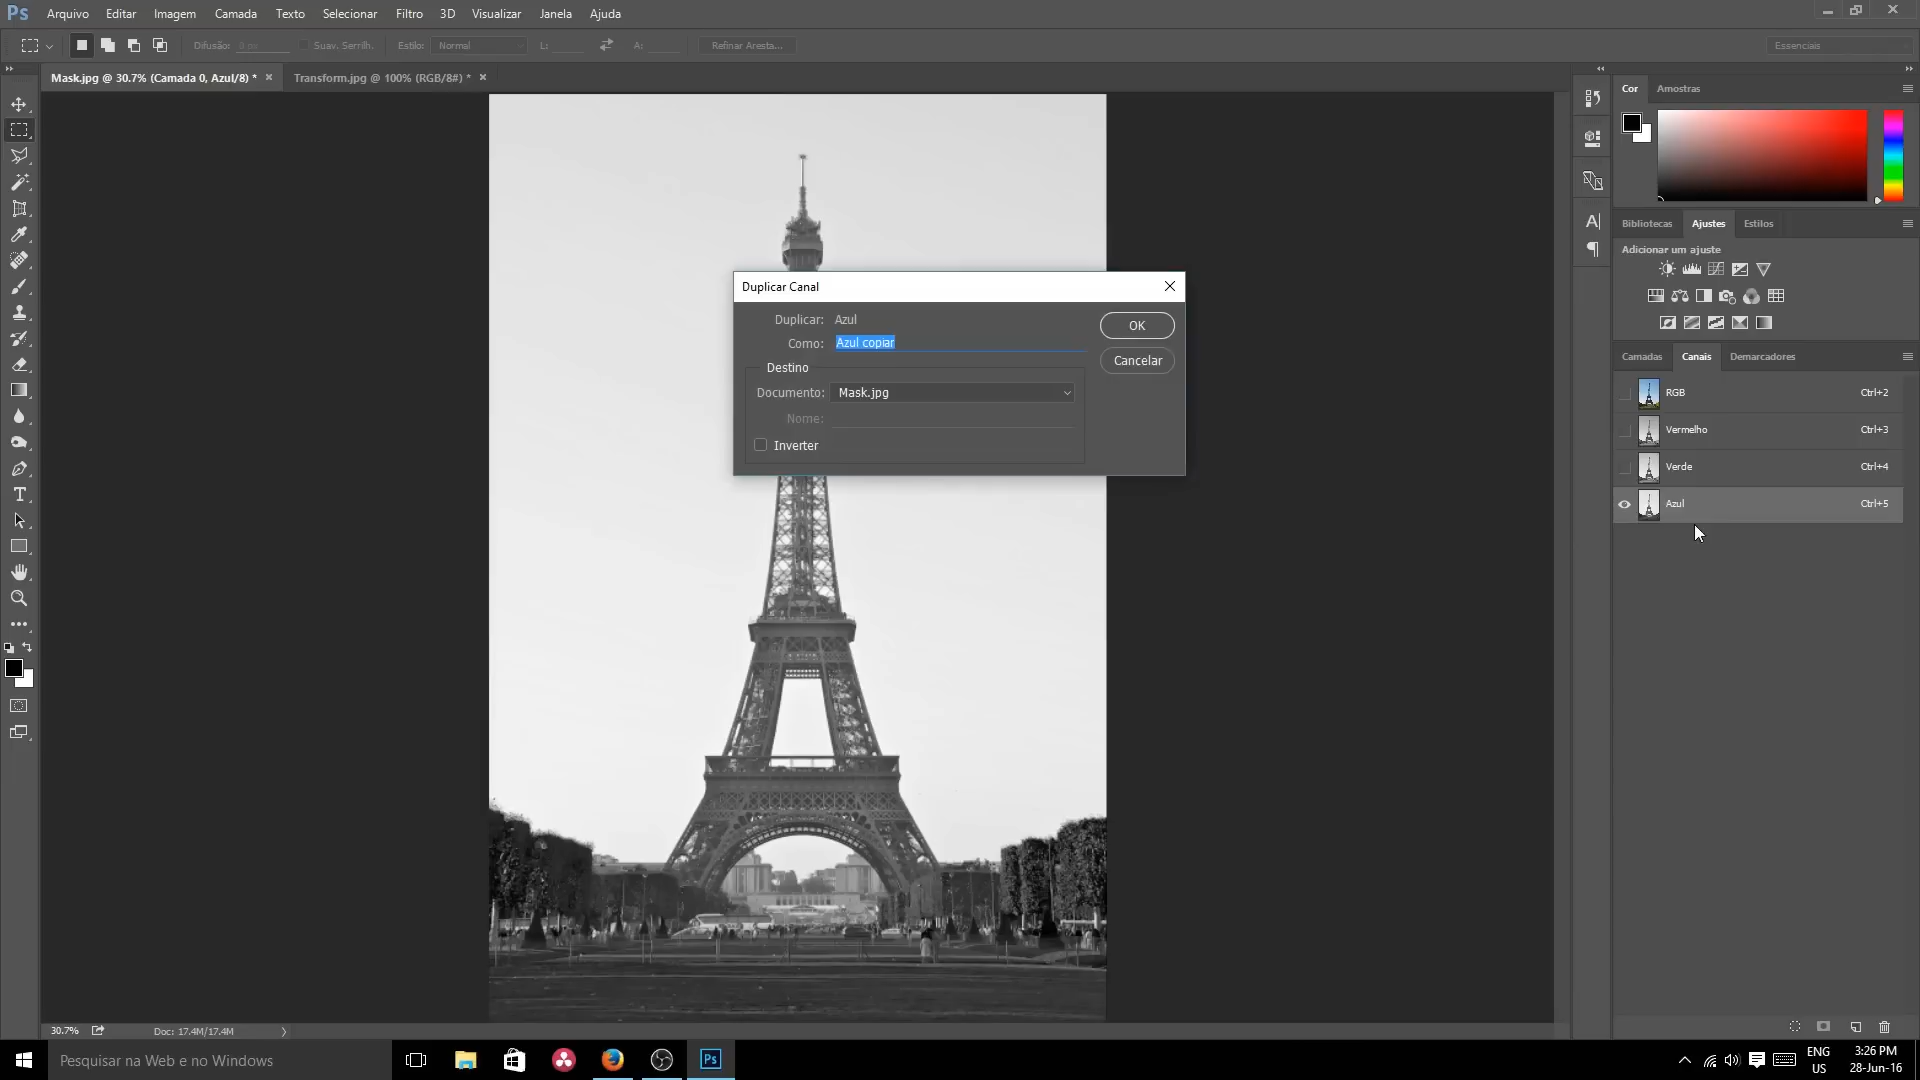 Ps Arquivo Editar Imagem Camada Texto Selecionar Filtro 3D Visualizar Janela Ajuda
Difusão: 0 px Suav. Serrilh. Estilo: Normal L: A: Refinar Aresta... Essenciais
Mask.jpg @ 30.7% (Camada 0, Azul/8) * Transform.jpg @ 100% (RGB/8#) *
Cor Amostras
Bibliotecas Ajustes Estilos
Adicionar um ajuste
Duplicar Canal
Duplicar: Azul
OK
Como: Azul copiar
Cancelar
Destino
Documento: Mask.jpg
Nome:
Inverter
Camadas Canais Demarcadores
RGB Ctrl+2
Vermelho Ctrl+3
Verde Ctrl+4
Azul Ctrl+5
30.7% Doc: 17.4M/17.4M
Pesquisar na Web e no Windows
Ps
ENG
US
3:26 PM
28-Jun-16